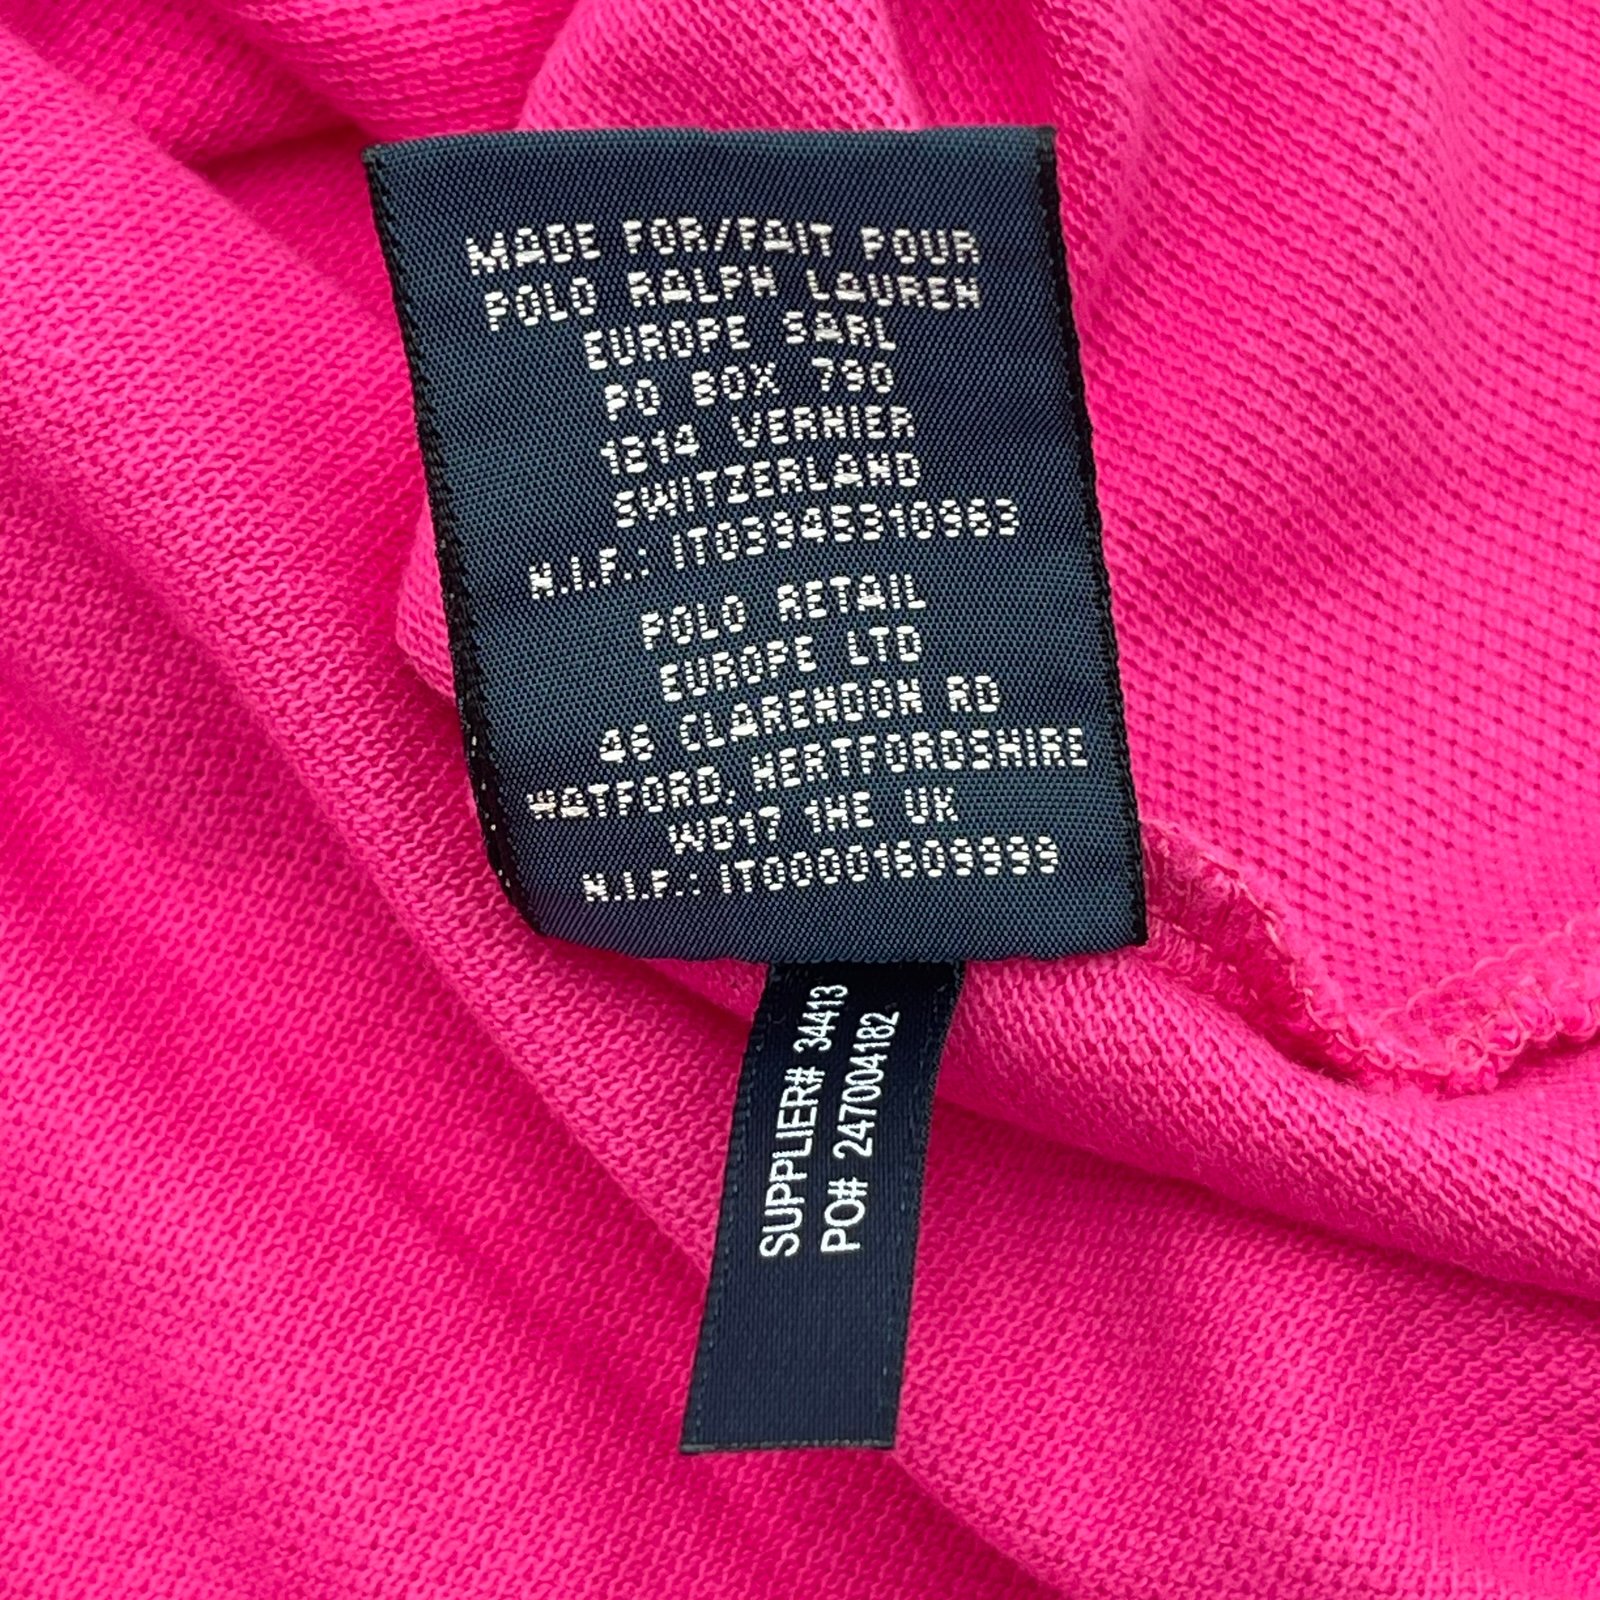 MADE FOR/FAIT POUR
POLO RALPH LAUREN
EUROPE SARL
PO BOX 790
1214 VERNIER
SWITZERLAND
N.I.F.: IT03945310963
POLO RETAIL
EUROPE LTD
46 CLARENDON RD
WATFORD, HERTFORDSHIRE
WD17 1HE UK
N.I.F.: IT00001609999
SUPPLIER# 34413
PO# 247004182